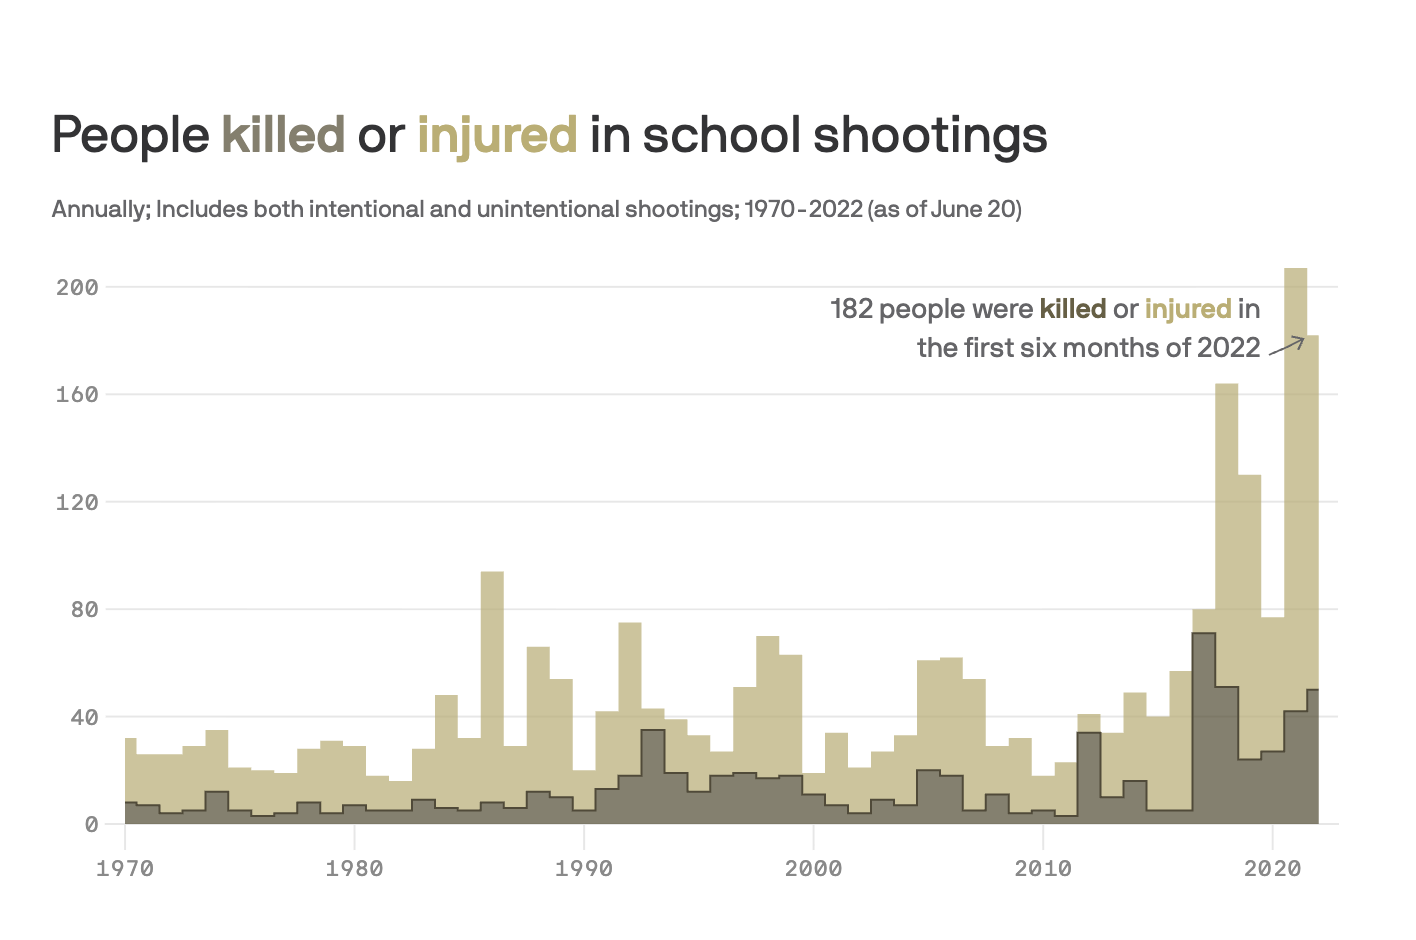 People killed or injured in school shootings
Annually; Includes both intentional and unintentional shootings; 1970-2022 (as of June 20)
200
182 people were killed or injured in
the first six months of 2022
160
120
80
40
0
1970 1980 1990 2000 2010 2020